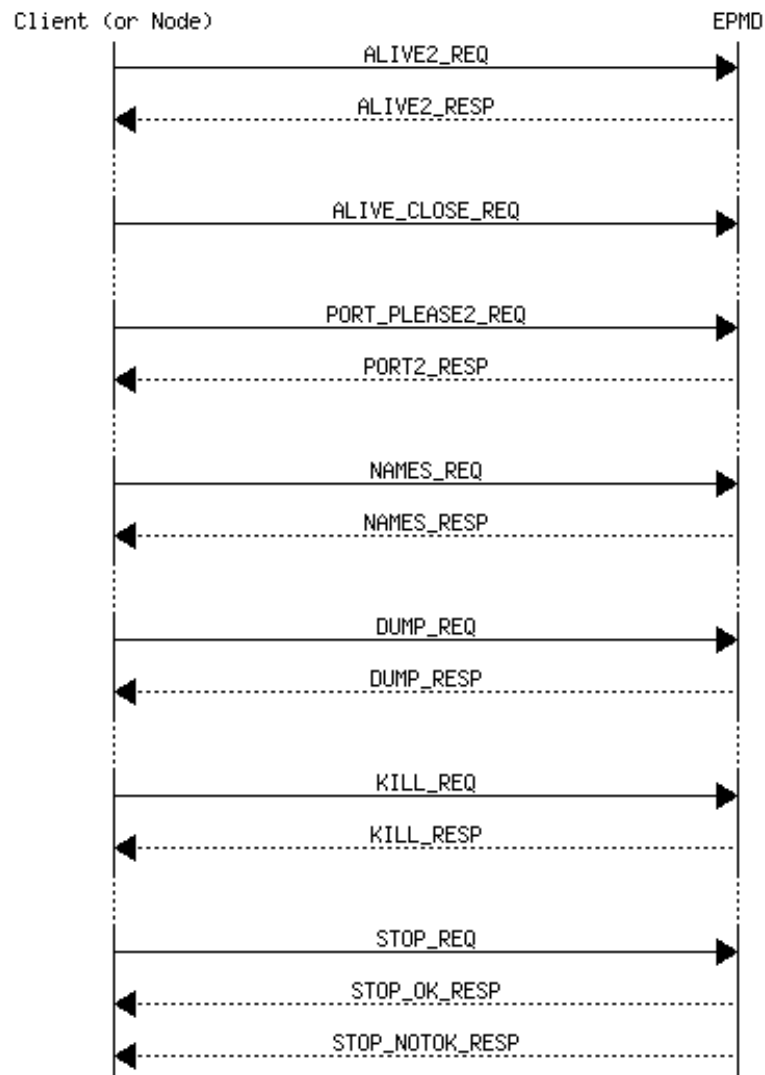 Client (or Node) EPMD
ALIVE2_REQ
ALIVE2_RESP
ALIVE_CLOSE_REQ
PORT_PLEASE2_REQ
PORT2_RESP
NAMES_REQ
NAMES_RESP
DUMP_REQ
DUMP_RESP
KILL_REQ
KILL_RESP
STOP_REQ
STOP_OK_RESP
STOP_NOTOK_RESP